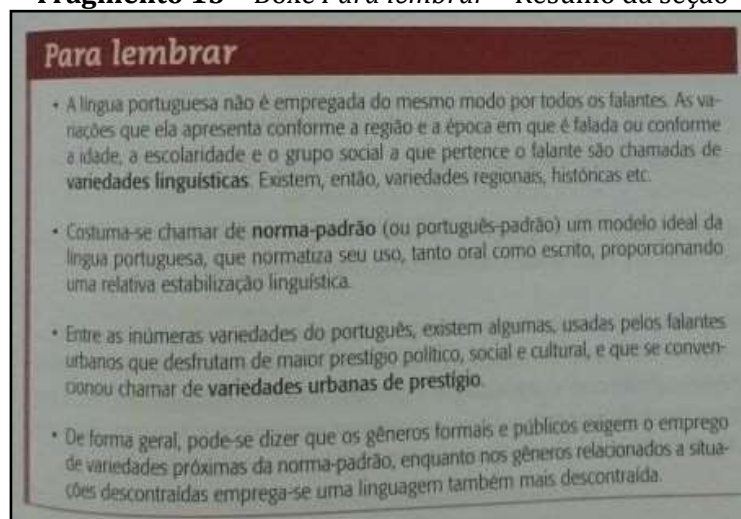 Fragmento 15 – Boxe Para lembrar – Resumo da seção
Para lembrar
• A língua portuguesa não é empregada do mesmo modo por todos os falantes. As va-
riações que ela apresenta conforme a região e a época em que é falada ou conforme
a idade, a escolaridade e o grupo social a que pertence o falante são chamadas de
variedades linguísticas. Existem, então, variedades regionais, históricas etc.
• Costuma-se chamar de norma-padrão (ou português-padrão) um modelo ideal da
língua portuguesa, que normatiza seu uso, tanto oral como escrito, proporcionando
uma relativa estabilização linguística.
• Entre as inúmeras variedades do português, existem algumas, usadas pelos falantes
urbanos que desfrutam de maior prestígio político, social e cultural, e que se conven-
cionou chamar de variedades urbanas de prestígio.
• De forma geral, pode-se dizer que os gêneros formais e públicos exigem o emprego
de variedades próximas da norma-padrão, enquanto nos gêneros relacionados a situa-
ções descontraídas emprega-se uma linguagem também mais descontraída.